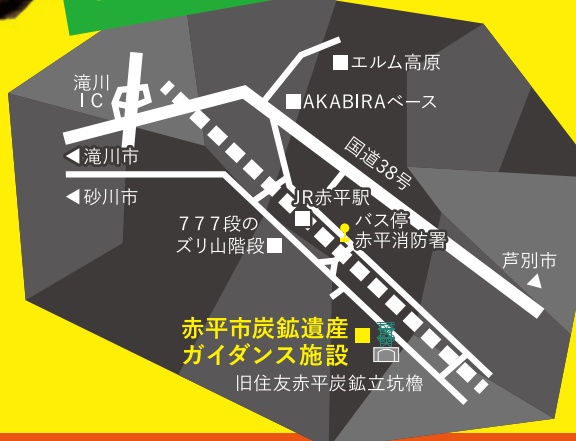 エルム高原
滝川
IC
AKABIRAベース
国道38号
◀滝川市
◀砂川市
JR赤平駅
777段の
ズリ山階段
バス停
赤平消防署
芦別市
▲
赤平市炭鉱遺産
ガイダンス施設
旧住友赤平炭鉱立坑櫓